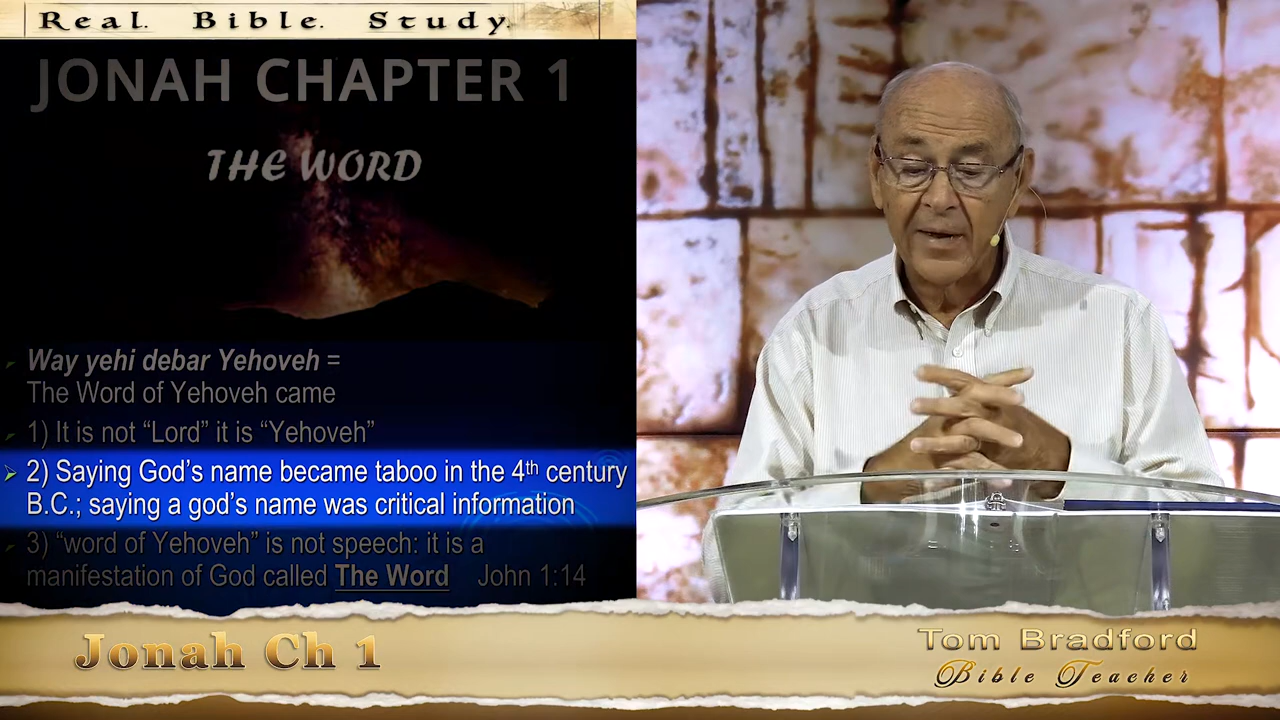 Real. Bible. Study.
JONAH CHAPTER 1
THE WORD
Way yehi debar Yehoveh =
The Word of Yehoveh came
1) It is not “Lord” it is “Yehoveh”
2) Saying God’s name became taboo in the 4th century
B.C.; saying a god’s name was critical information
3) “word of Yehoveh” is not speech: it is a
manifestation of God called The Word John 1:14
Jonah Ch 1
Tom Bradford
Bible Teacher